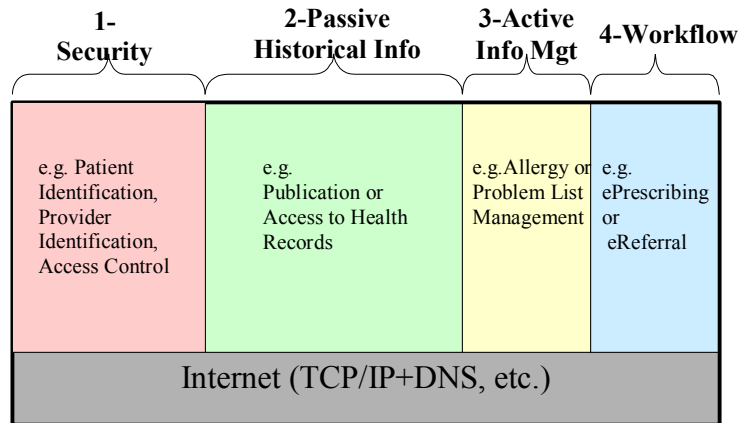 1-
Security
2-Passive
Historical Info
3-Active
Info Mgt
4-Workflow
e.g. Patient
Identification,
Provider
Identification,
Access Control
e.g.
Publication or
Access to Health
Records
e.g.Allergy or
Problem List
Management
e.g.
ePrescribing
or
eReferral
Internet (TCP/IP+DNS, etc.)